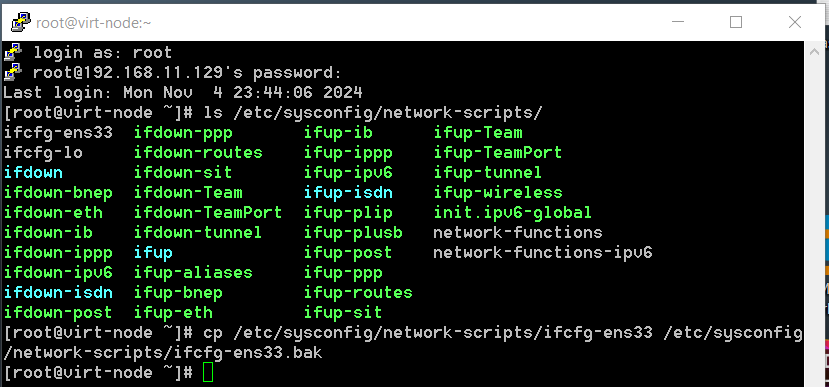 root@virt-node:~
login as: root
root@192.168.11.129's password:
Last login: Mon Nov  4 23:44:06 2024
[root@virt-node ~]# ls /etc/sysconfig/network-scripts/
ifcfg-ens33  ifdown-ppp       ifup-ib      ifup-Team
ifcfg-lo     ifdown-routes    ifup-ippp    ifup-TeamPort
ifdown       ifdown-sit       ifup-ipv6    ifup-tunnel
ifdown-bnep  ifdown-Team      ifup-isdn    ifup-wireless
ifdown-eth   ifdown-TeamPort  ifup-plip    init.ipv6-global
ifdown-ib    ifdown-tunnel    ifup-plusb   network-functions
ifdown-ippp  ifup             ifup-post    network-functions-ipv6
ifdown-ipv6  ifup-aliases     ifup-ppp
ifdown-isdn  ifup-bnep        ifup-routes
ifdown-post  ifup-eth         ifup-sit
[root@virt-node ~]# cp /etc/sysconfig/network-scripts/ifcfg-ens33 /etc/sysconfig
/network-scripts/ifcfg-ens33.bak
[root@virt-node ~]#